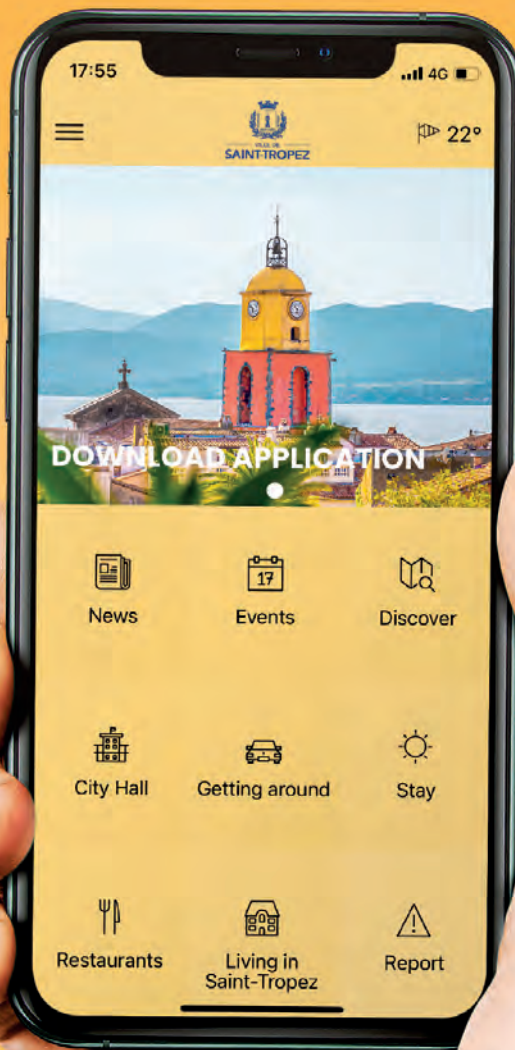 17:55
4G
VILLE DE
SAINT-TROPEZ
22°
DOWNLOAD APPLICATION
17
News
Events
Discover
City Hall
Getting around
Stay
Restaurants
Living in
Saint-Tropez
Report